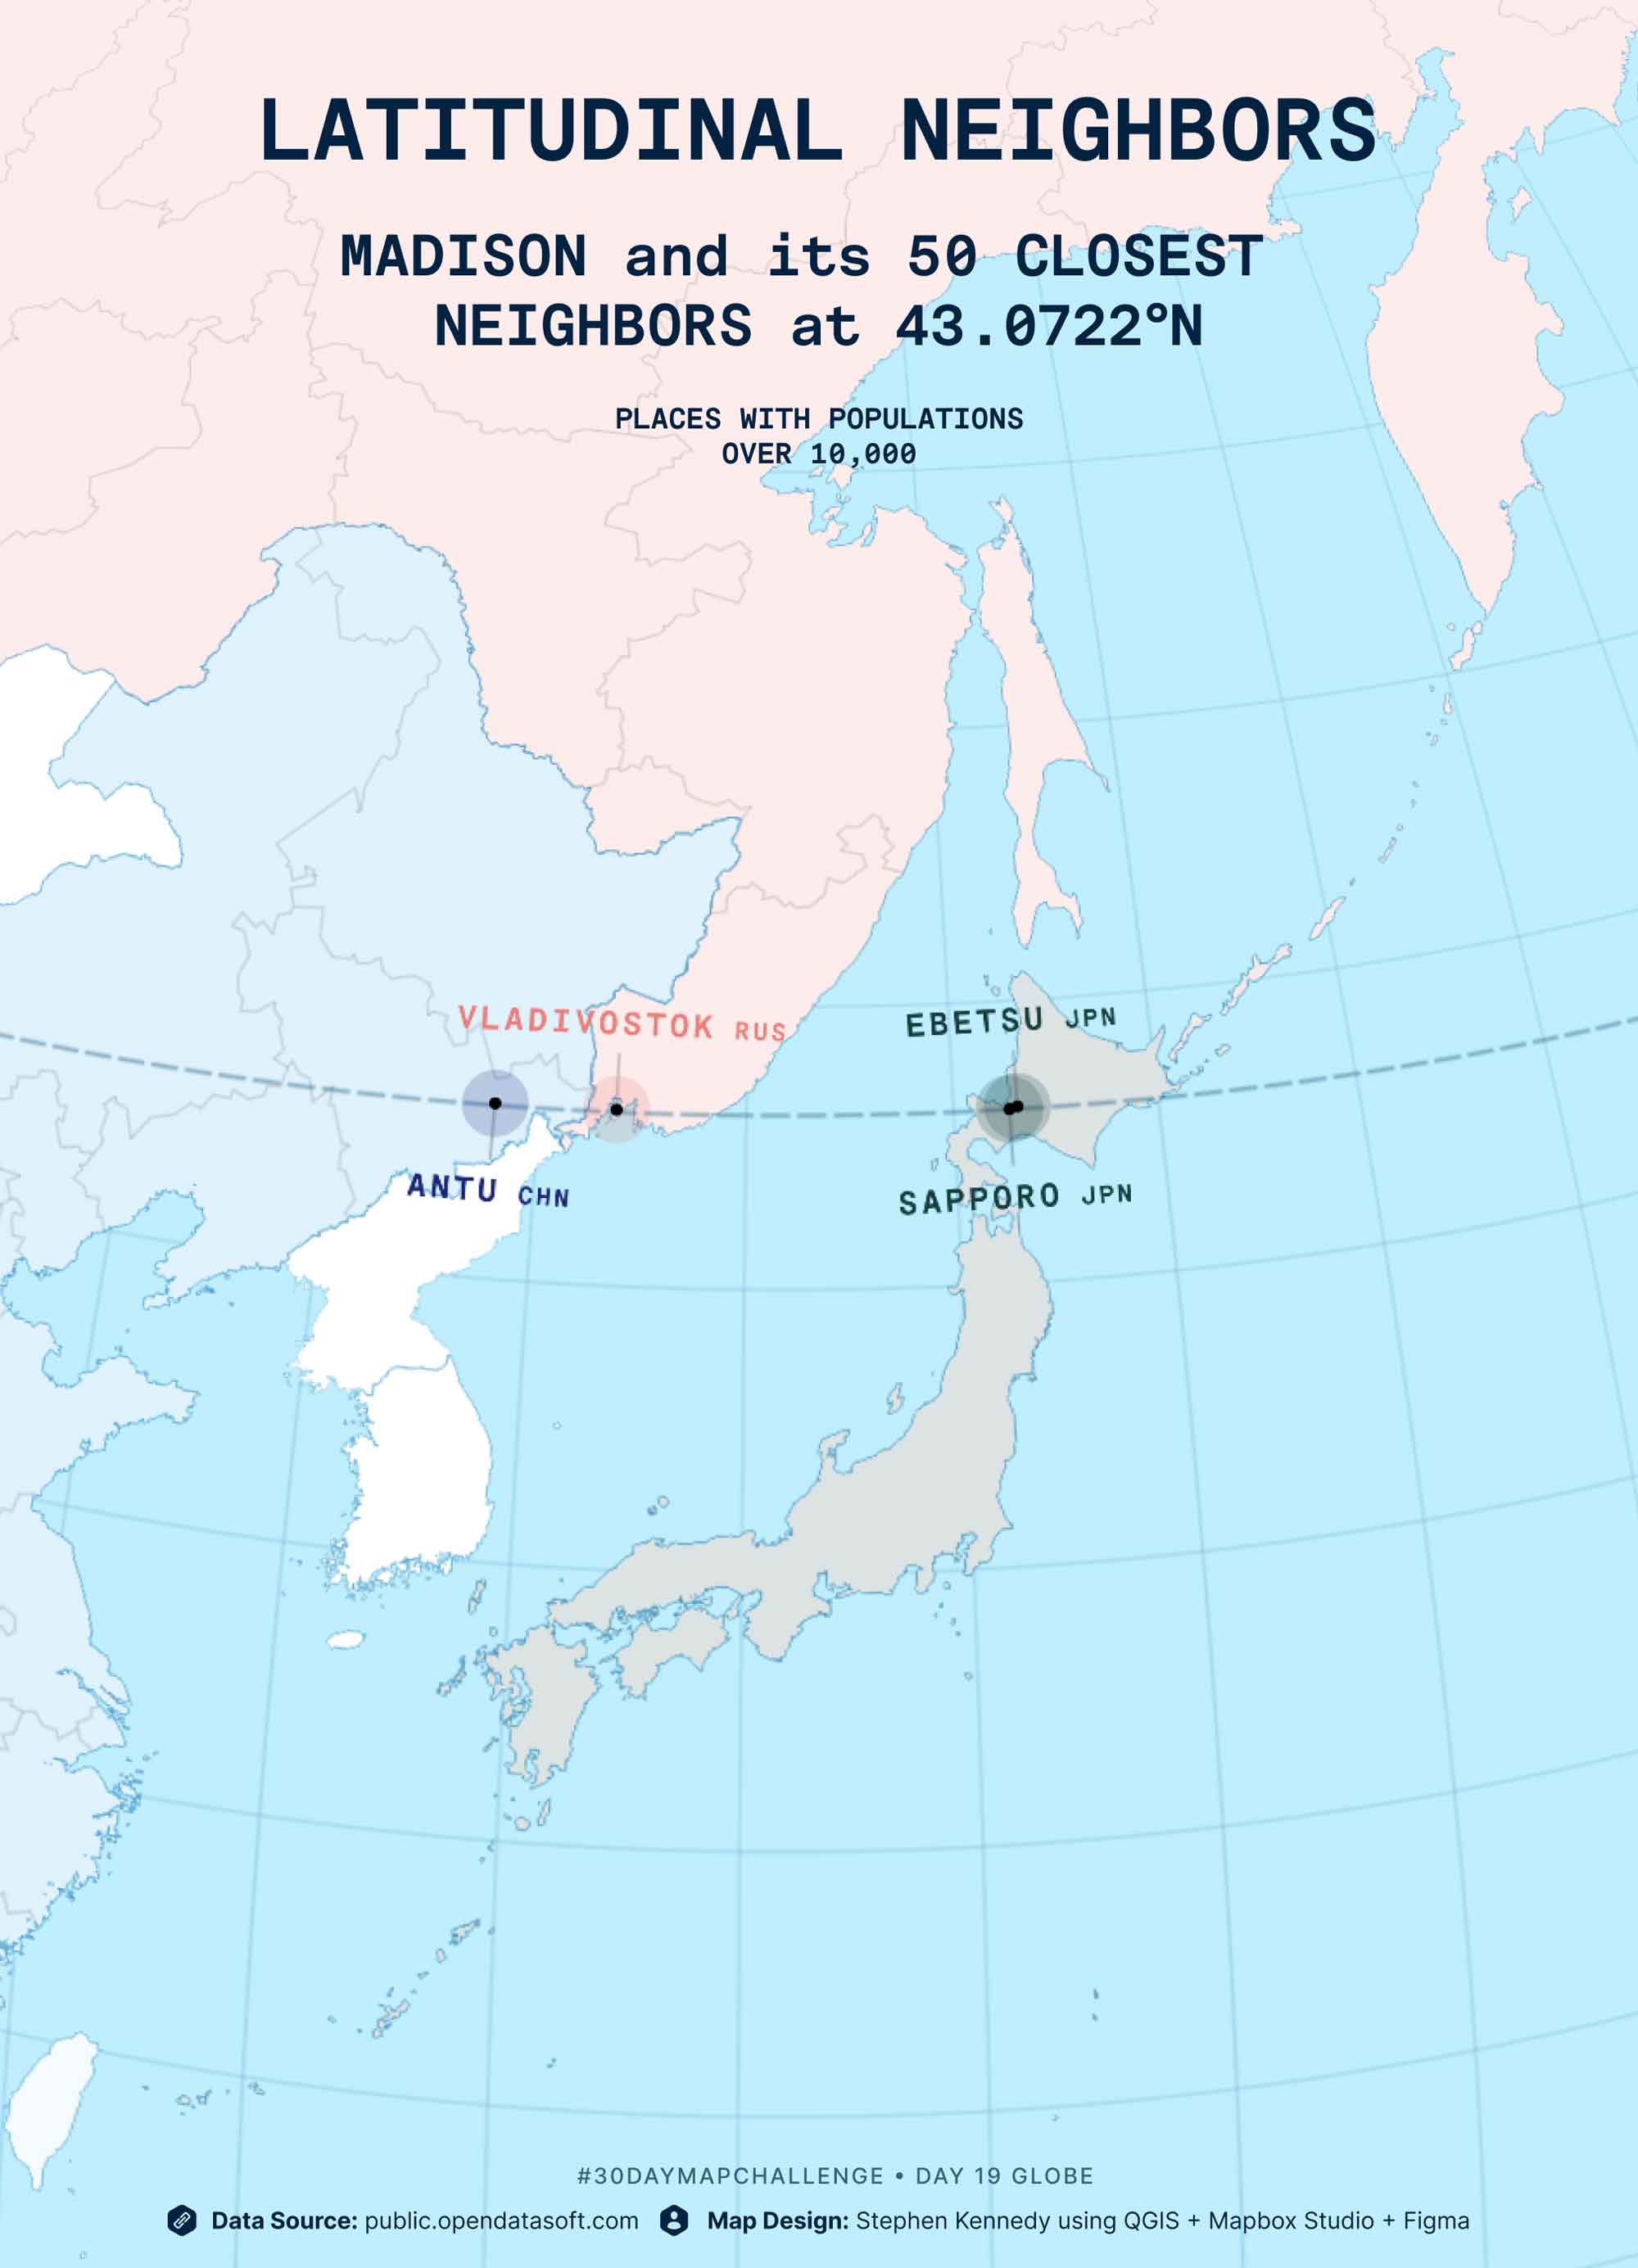 LATITUDINAL NEIGHBORS
MADISON and its 50 CLOSEST
NEIGHBORS at 43.0722°N
PLACES WITH POPULATIONS
OVER 10,000
VLADIVOSTOK RUS
EBETSU JPN
ANTU CHN
SAPPORO JPN
#30DAYMAPCHALLENGE • DAY 19 GLOBE
Data Source: public.opendatasoft.com Map Design: Stephen Kennedy using QGIS + Mapbox Studio + Figma